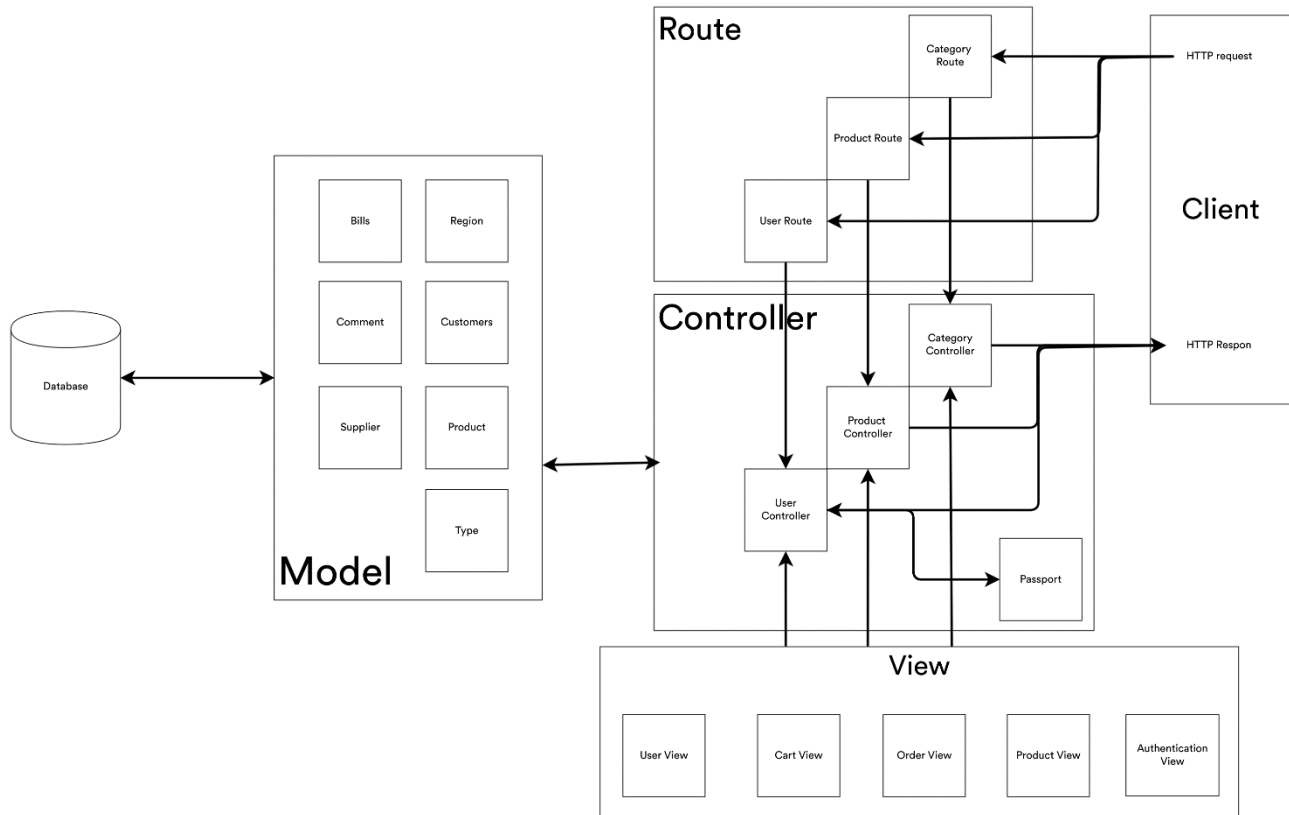 Route
Category
Route
HTTP request
Product Route
User Route
Client
Bills
Region
Comment
Customers
Supplier
Product
Type
Model
Database
Controller
Category
Controller
HTTP Respon
Product
Controller
User
Controller
Passport
View
User View
Cart View
Order View
Product View
Authentication
View